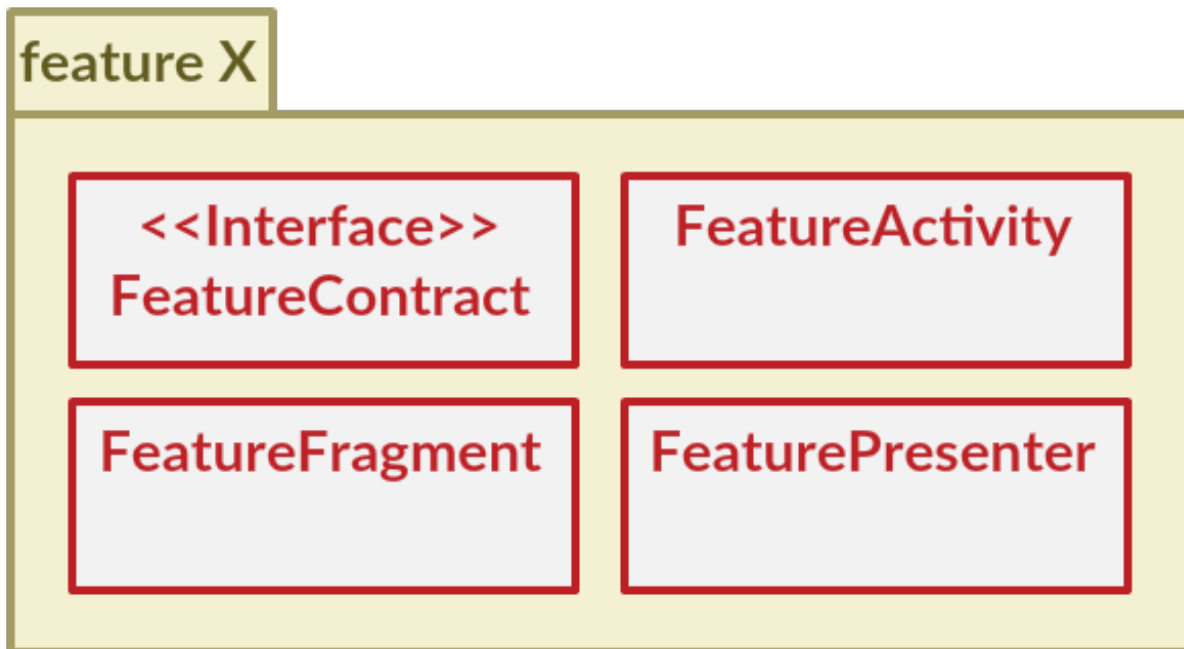 feature X
<<Interface>>
FeatureContract
FeatureActivity
FeatureFragment
FeaturePresenter